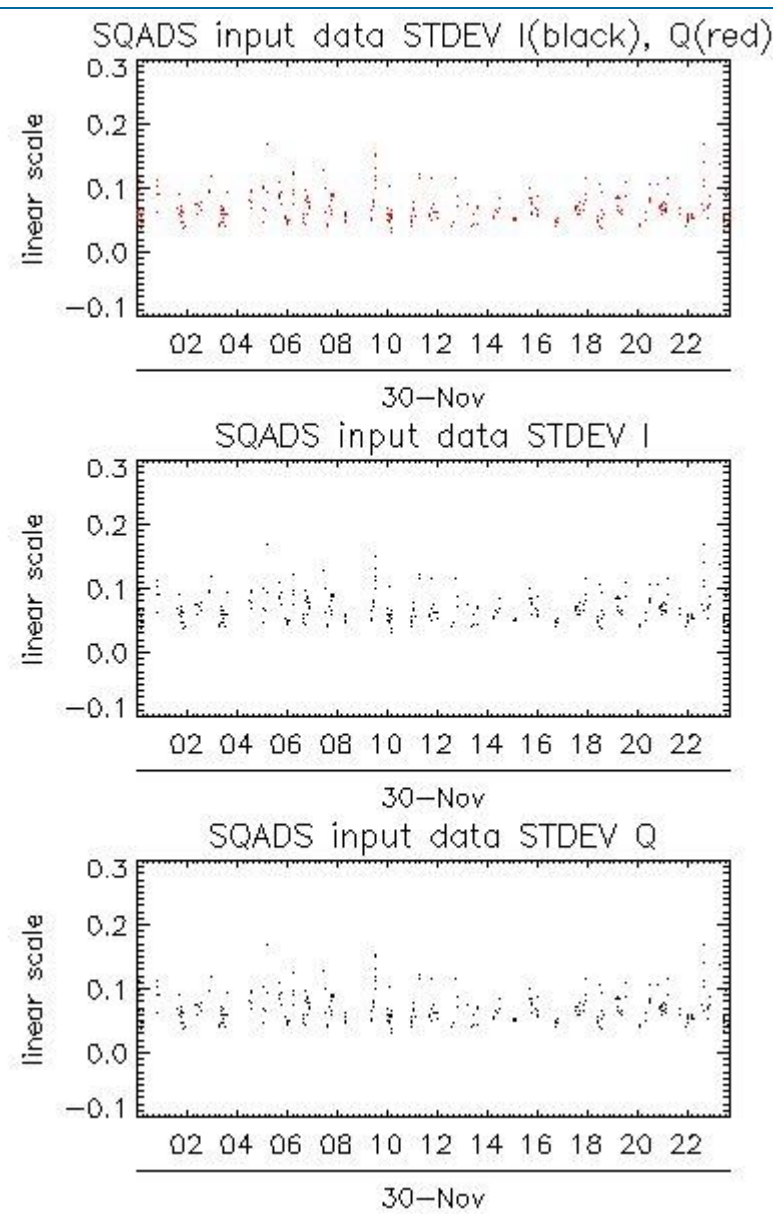 SQADS input data STDEV I(black), Q(red)
0.3
0.2
0.1
0.0
−0.1
linear scale
02 04 06 08 10 12 14 16 18 20 22
30−Nov
SQADS input data STDEV I
0.3
0.2
0.1
0.0
−0.1
linear scale
02 04 06 08 10 12 14 16 18 20 22
30−Nov
SQADS input data STDEV Q
0.3
0.2
0.1
0.0
−0.1
linear scale
02 04 06 08 10 12 14 16 18 20 22
30−Nov